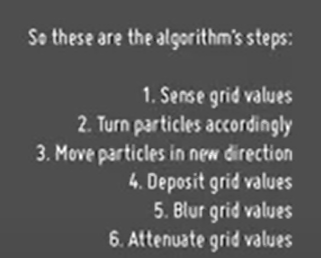 So these are the algorithm's steps:
1. Sense grid values
2. Turn particles accordingly
3. Move particles in new direction
4. Deposit grid values
5. Blur grid values
6. Attenuate grid values